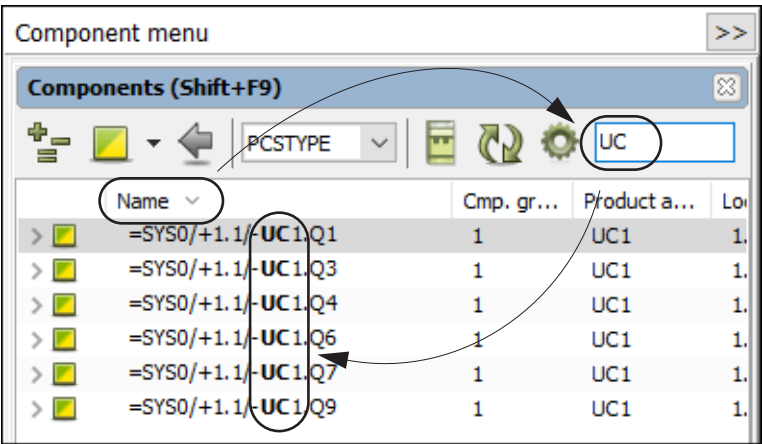 Component menu >>
Components (Shift+F9)
PCSTYPE UC
Name Cmp. gr... Product a...
=SYS0/+1.1/-UC1.Q1 1 UC1 1.
=SYS0/+1.1/-UC1.Q3 1 UC1 1.
=SYS0/+1.1/-UC1.Q4 1 UC1 1.
=SYS0/+1.1/-UC1.Q6 1 UC1 1.
=SYS0/+1.1/-UC1.Q7 1 UC1 1.
=SYS0/+1.1/-UC1.Q9 1 UC1 1.